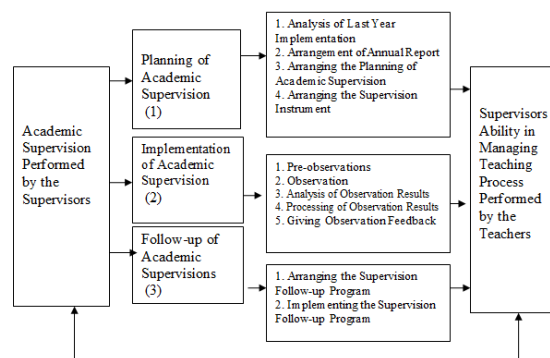 Academic
Supervision
Performed
by the
Supervisors
Planning of
Academic
Supervision
(1)
Implementation
of Academic
Supervision
(2)
Follow-up of
Academic
Supervisions
(3)
1. Analysis of Last Year
Implementation
2. Arrangement of Annual Report
3. Arranging the Planning of
Academic Supervision
4. Arranging the Supervision
Instrument
1. Pre-observations
2. Observation
3. Analysis of Observation Results
4. Processing of Observation Results
5. Giving Observation Feedback
1. Arranging the Supervision
Follow-up Program
2. Implementing the Supervision
Follow-up Program
Supervisors
Ability in
Managing
Teaching
Process
Performed
by the
Teachers